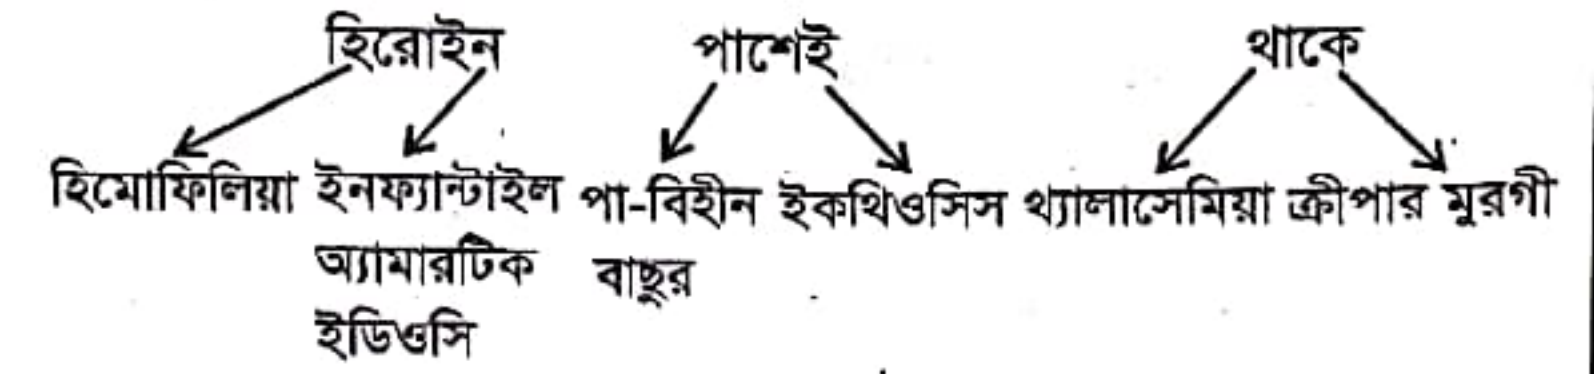 হিরোইন পাশেই থাকে
হিমোফিলিয়া ইনফ্যান্টাইল পা-বিহীন ইকথিওসিস থ্যালাসেমিয়া ক্রীপার মুরগী
অ্যামারটিক বাছুর
ইডিওসি